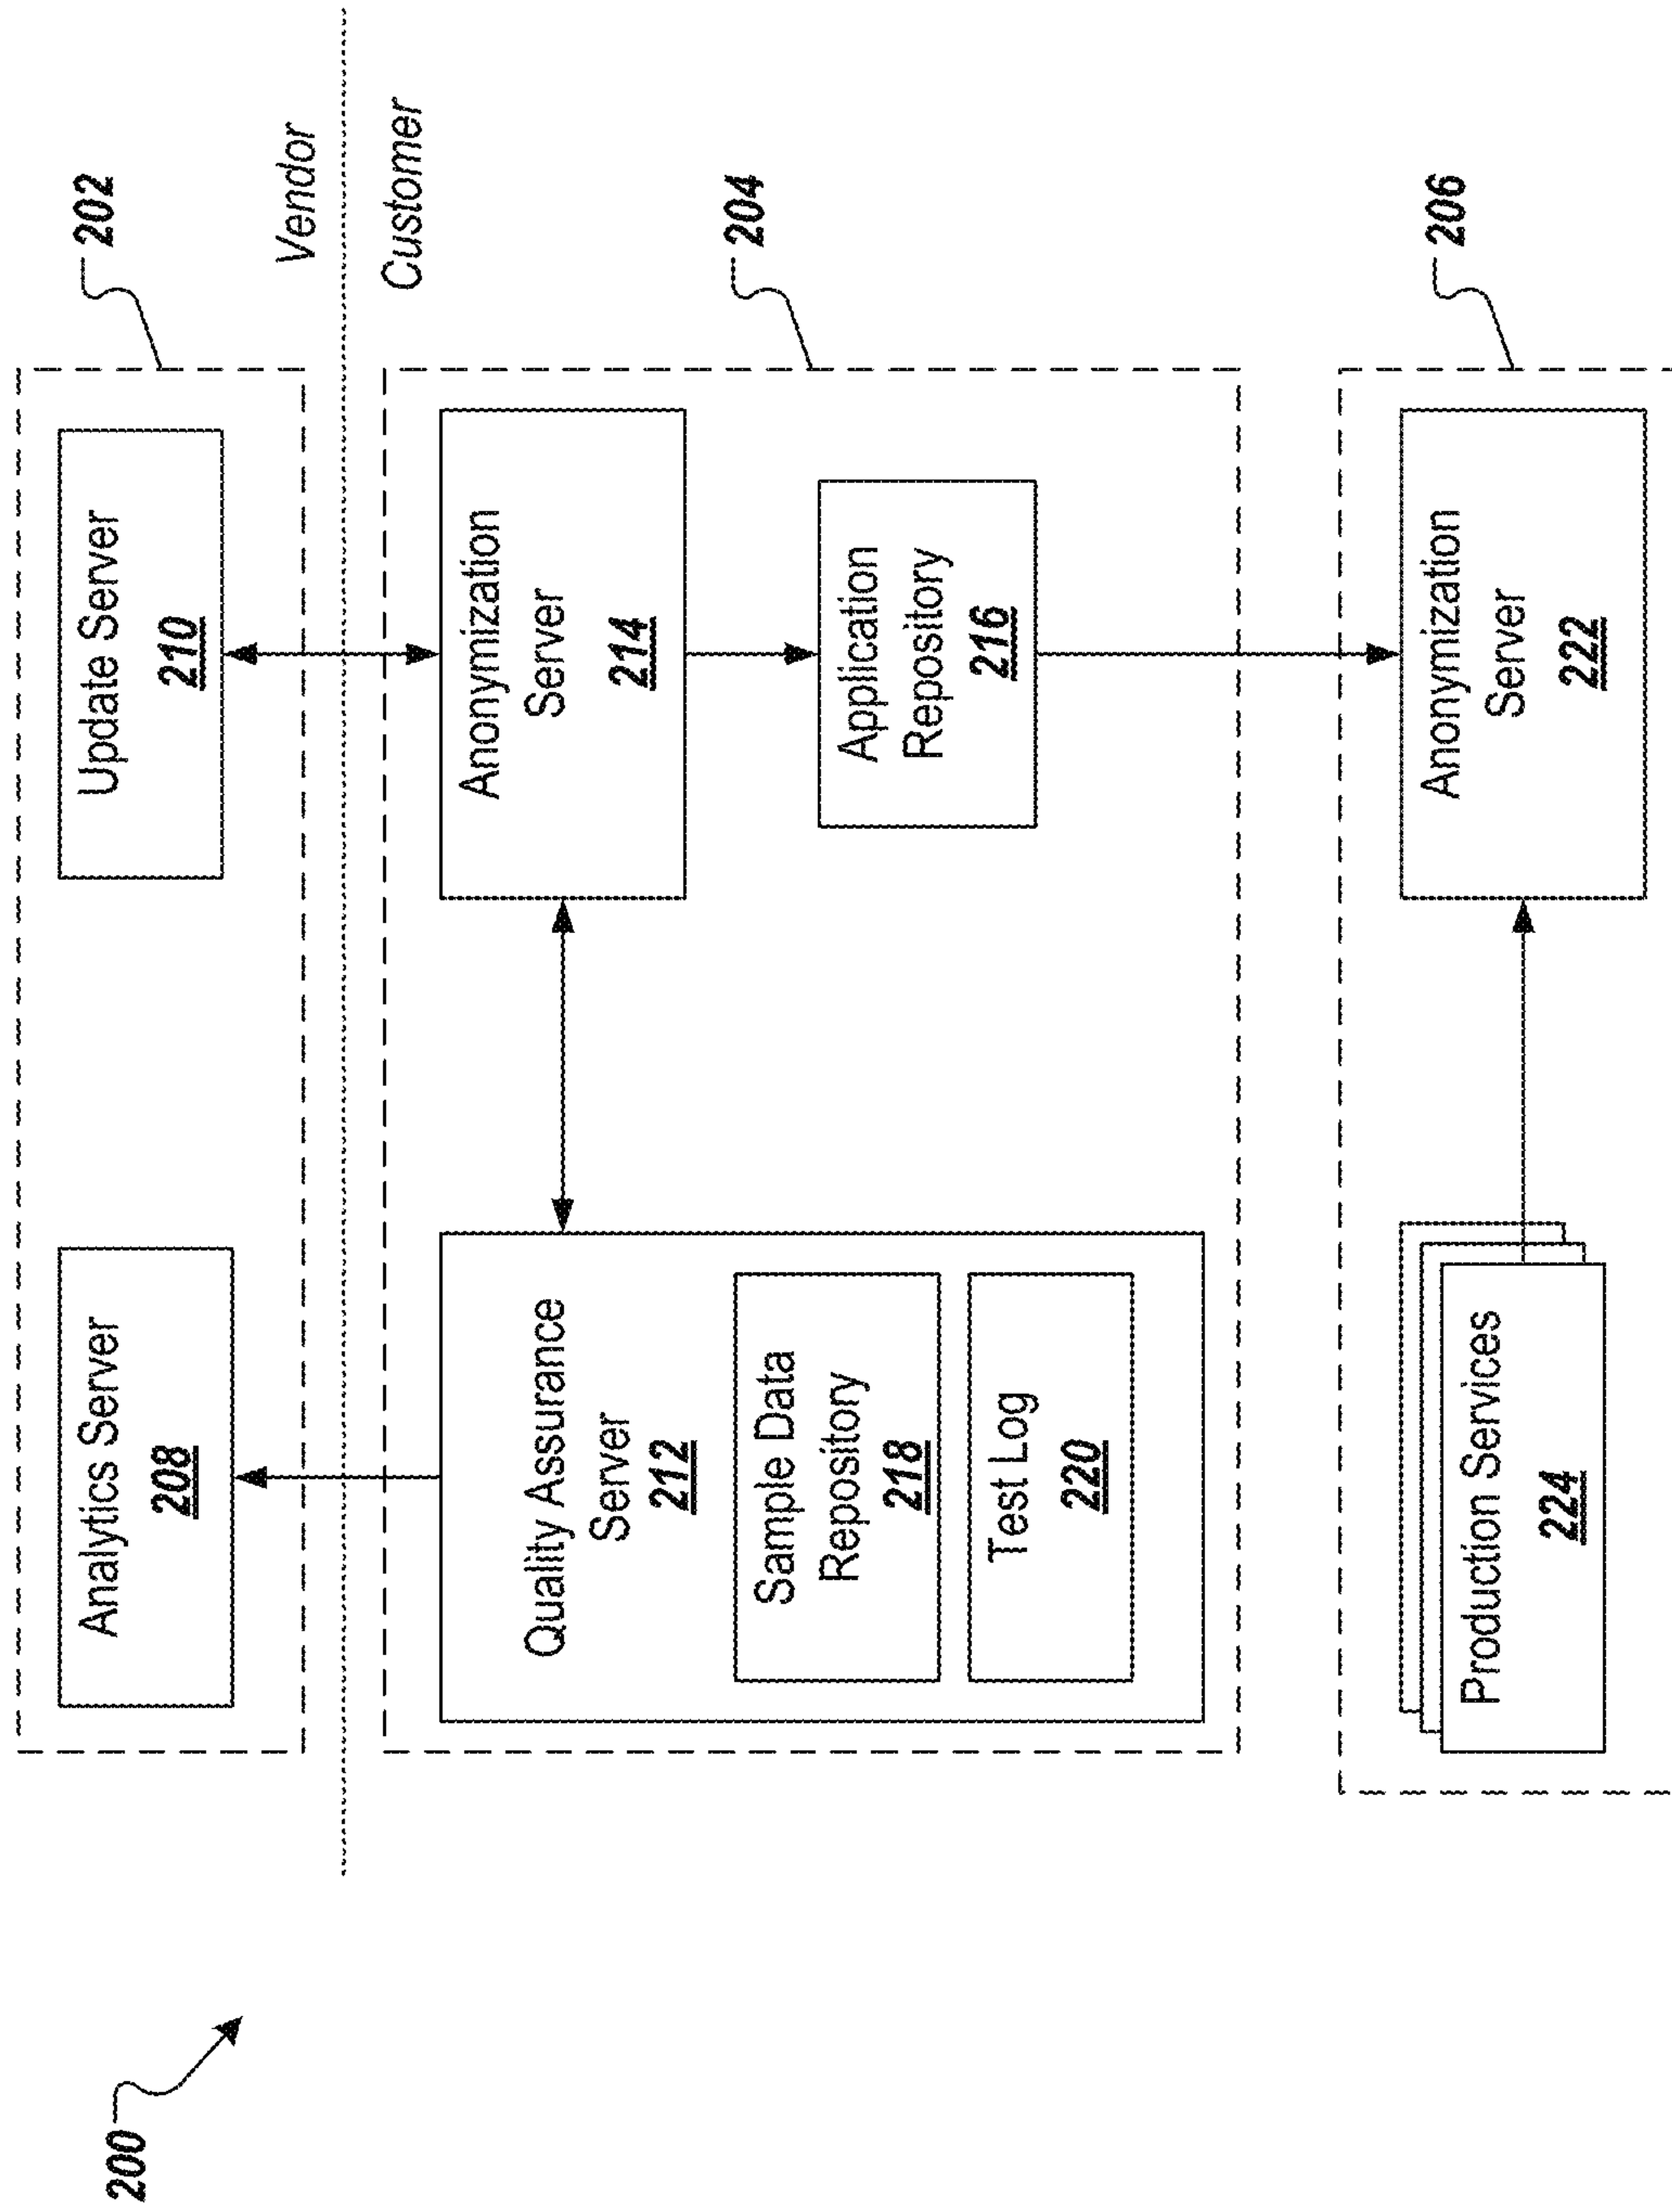 200
Analytics Server
208
Update Server
210
202
Vendor
Customer
Quality Assurance
Server
212
Sample Data
Repository
218
Test Log
220
Anonymization
Server
214
Application
Repository
216
204
Production Services
224
Anonymization
Server
222
206